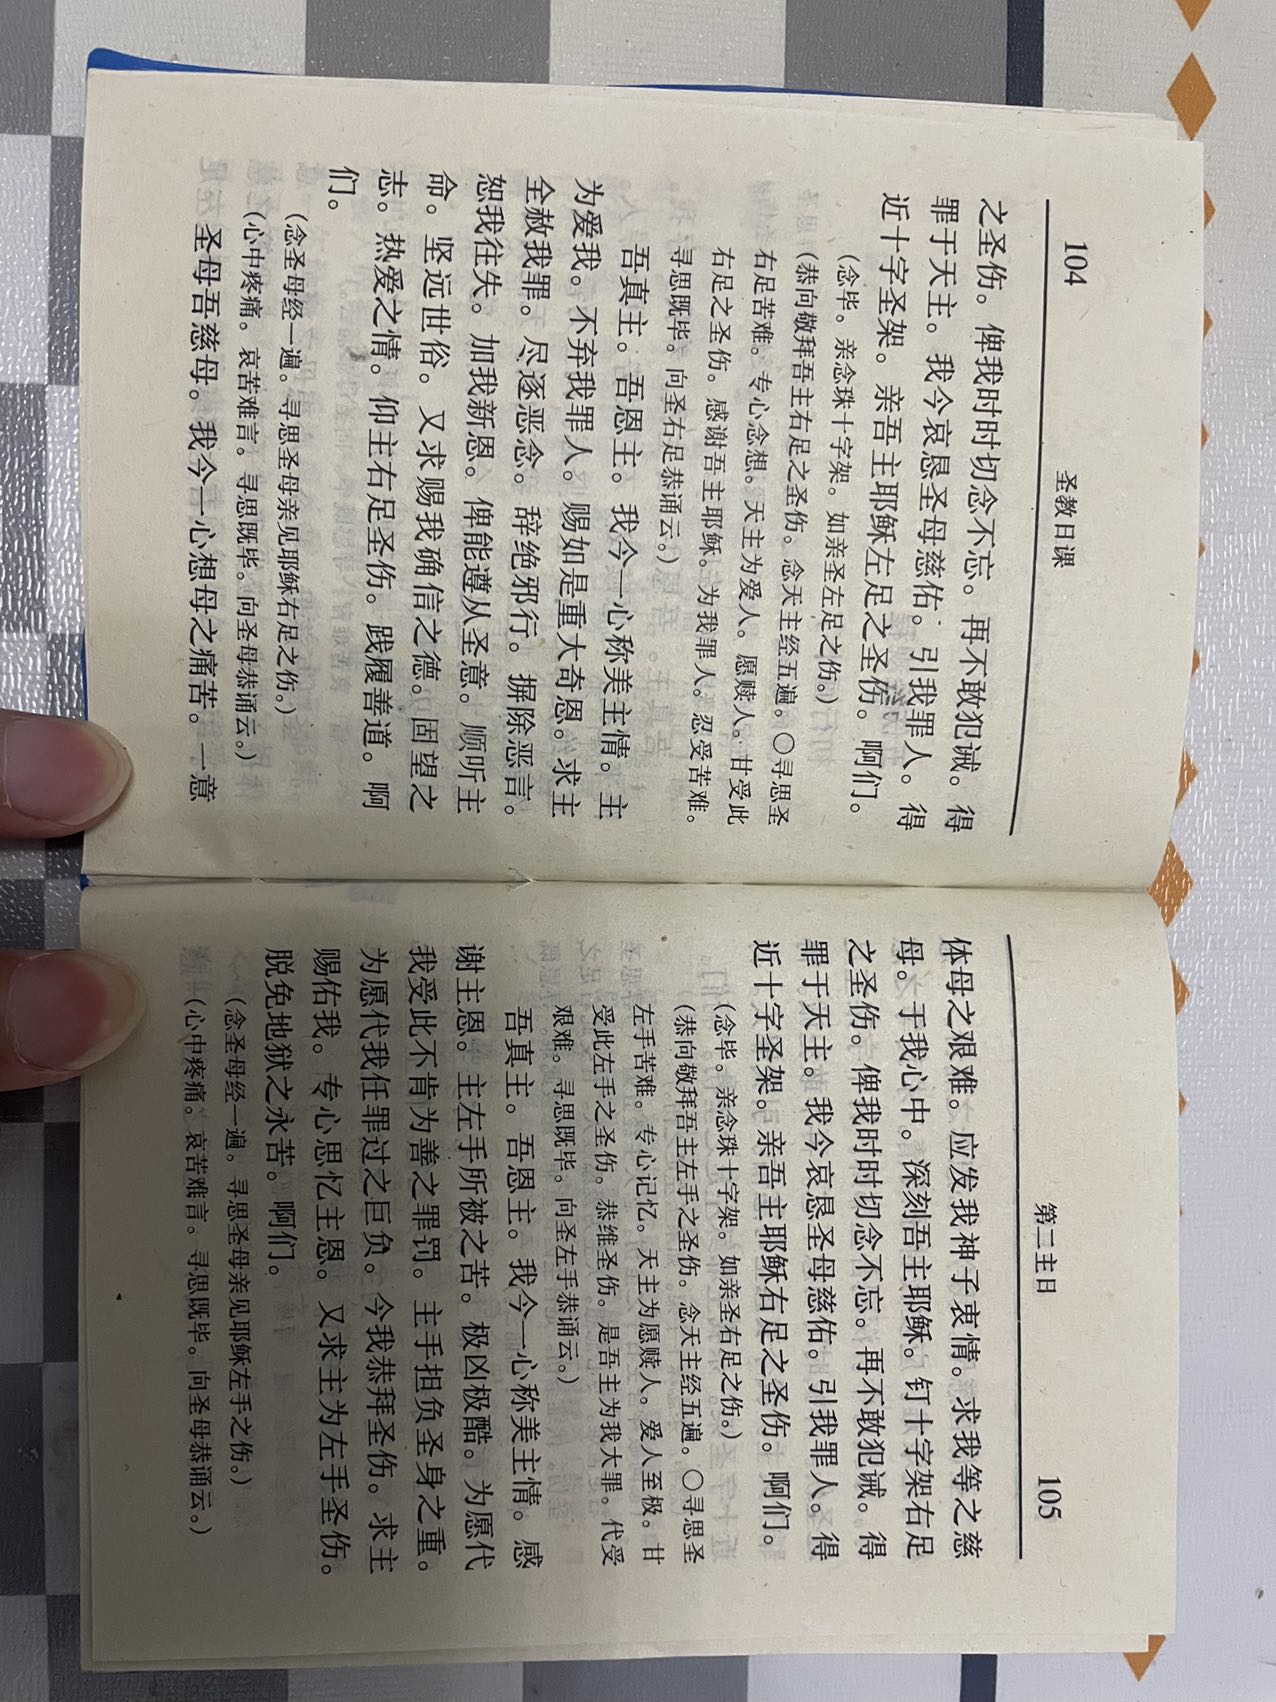 104
圣教日课
之圣伤。俾我时时切念不忘。再不敢犯诫。得
罪于天主。我今哀恳圣母慈佑。引我罪人。得
近十字圣架。亲吾主耶稣左足之圣伤。啊们。
(念毕。亲念珠十字架。如亲圣左足之伤。)
(恭向敬拜吾主右足之圣伤。念天主经五遍。〇寻思圣
右足苦难。专心念想。天主为爱人。愿赎人。甘受此
右足之圣伤。感谢吾主耶稣。为我罪人。忍受苦难。
寻思既毕。向圣右足恭诵云。)
吾真主。吾恩主。我今一心称美主情。主
为爱我。不弃我罪人。赐如是重大奇恩。求主
全赦我罪。尽逐恶念。辞绝邪行。摒除恶言。
恕我往失。加我新恩。俾能遵从圣意。顺听主
命。坚远世俗。又求赐我确信之德。固望之
志。热爱之情。仰主右足圣伤。践履善道。啊
们。
(念圣母经一遍。寻思圣母亲见耶稣右足之伤。)
(心中疼痛。哀苦难言。寻思既毕。向圣母恭诵云。)
圣母吾慈母。我今一心想母之痛苦。一意
第二主日
105
体母之艰难。应发我神子衷情。求我等之慈
母。于我心中。深刻吾主耶稣。钉十字架右足
之圣伤。俾我时时切念不忘。再不敢犯诫。得
罪于天主。我今哀恳圣母慈佑。引我罪人。得
近十字圣架。亲吾主耶稣右足之圣伤。啊们。
(念毕。亲念珠十字架。如亲圣右足之伤。)
(恭向敬拜吾主左手之圣伤。念天主经五遍。〇寻思圣
左手苦难。专心记忆。天主为愿赎人。爱人至极。甘
受此左手之圣伤。恭维圣伤。是吾主为我大罪。代受
艰难。寻思既毕。向圣左手恭诵云。)
吾真主。吾恩主。我今一心称美主情。感
谢主恩。主左手所被之苦。极凶极酷。为愿代
我受此不肯为善之罪罚。主手担负圣身之重。
为愿代我任罪过之巨负。今我恭拜圣伤。求主
赐佑我。专心思忆主恩。又求主为左手圣伤。
脱免地狱之永苦。啊们。
(念圣母经一遍。寻思圣母亲见耶稣左手之伤。)
(心中疼痛。哀苦难言。寻思既毕。向圣母恭诵云。)